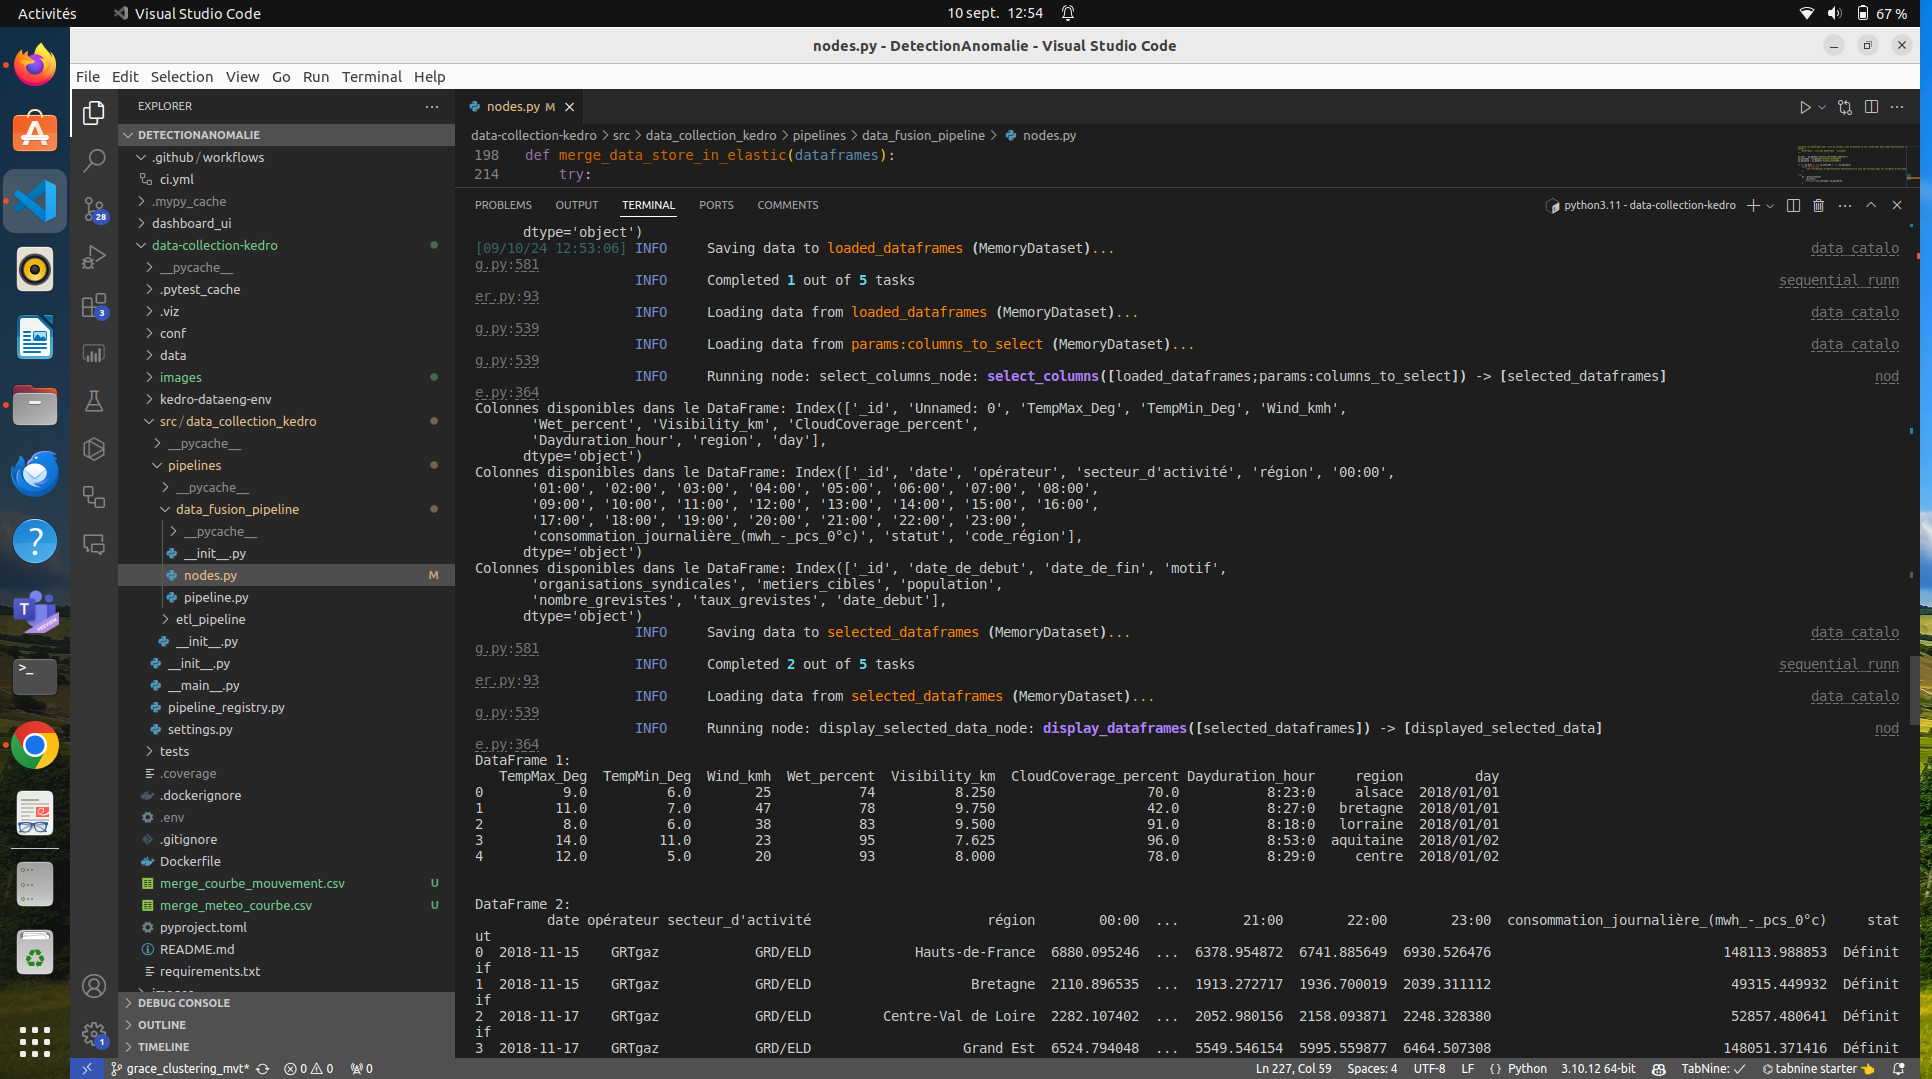 Activités
Visual Studio Code
10 sept. 12:54
67 %
nodes.py - DetectionAnomalie - Visual Studio Code
File Edit Selection View Go Run Terminal Help
EXPLORER
DETECTIONANOMALIE
.github/workflows
ci.yml
.mypy_cache
dashboard_ui
data-collection-kedro
__pycache__
.pytest_cache
.viz
conf
data
images
kedro-dataeng-env
src/data_collection_kedro
__pycache__
pipelines
__pycache__
data_fusion_pipeline
__pycache__
__init__.py
nodes.py M
pipeline.py
etl_pipeline
__init__.py
__init__.py
__main__.py
pipeline_registry.py
settings.py
tests
.coverage
.dockerignore
.env
.gitignore
Dockerfile
merge_courbe_mouvement.csv U
merge_meteo_courbe.csv U
pyproject.toml
README.md
requirements.txt
DEBUG CONSOLE
OUTLINE
TIMELINE
28
3
1
nodes.py M
data-collection-kedro > src > data_collection_kedro > pipelines > data_fusion_pipeline > nodes.py
198 def merge_data_store_in_elastic(dataframes):
214 try:
PROBLEMS OUTPUT TERMINAL PORTS COMMENTS
python3.11 - data-collection-kedro
dtype='object')
[09/10/24 12:53:06] INFO Saving data to loaded_dataframes (MemoryDataset)... data_catalo
g.py:581
INFO Completed 1 out of 5 tasks sequential_runn
er.py:93
INFO Loading data from loaded_dataframes (MemoryDataset)... data_catalo
g.py:539
INFO Loading data from params:columns_to_select (MemoryDataset)... data_catalo
g.py:539
INFO Running node: select_columns_node: select_columns([loaded_dataframes;params:columns_to_select]) -> [selected_dataframes] nod
e.py:364
Colonnes disponibles dans le DataFrame: Index(['_id', 'Unnamed: 0', 'TempMax_Deg', 'TempMin_Deg', 'Wind_kmh',
'Wet_percent', 'Visibility_km', 'CloudCoverage_percent',
'Dayduration_hour', 'region', 'day'],
dtype='object')
Colonnes disponibles dans le DataFrame: Index(['_id', 'date', 'opérateur', 'secteur_d'activité', 'région', '00:00',
'01:00', '02:00', '03:00', '04:00', '05:00', '06:00', '07:00', '08:00',
'09:00', '10:00', '11:00', '12:00', '13:00', '14:00', '15:00', '16:00',
'17:00', '18:00', '19:00', '20:00', '21:00', '22:00', '23:00',
'consommation_journalière_(mwh_-_pcs_0°c)', 'statut', 'code_région'],
dtype='object')
Colonnes disponibles dans le DataFrame: Index(['_id', 'date_de_debut', 'date_de_fin', 'motif',
'organisations_syndicales', 'metiers_cibles', 'population',
'nombre_grevistes', 'taux_grevistes', 'date_debut'],
dtype='object')
INFO Saving data to selected_dataframes (MemoryDataset)... data_catalo
g.py:581
INFO Completed 2 out of 5 tasks sequential_runn
er.py:93
INFO Loading data from selected_dataframes (MemoryDataset)... data_catalo
g.py:539
INFO Running node: display_selected_data_node: display_dataframes([selected_dataframes]) -> [displayed_selected_data] nod
e.py:364
DataFrame 1:
TempMax_Deg TempMin_Deg Wind_kmh Wet_percent Visibility_km CloudCoverage_percent Dayduration_hour region day
0 9.0 6.0 25 74 8.250 70.0 8:23:0 alsace 2018/01/01
1 11.0 7.0 47 78 9.750 42.0 8:27:0 bretagne 2018/01/01
2 8.0 6.0 38 83 9.500 91.0 8:18:0 lorraine 2018/01/01
3 14.0 11.0 23 95 7.625 96.0 8:53:0 aquitaine 2018/01/02
4 12.0 5.0 20 93 8.000 78.0 8:29:0 centre 2018/01/02
DataFrame 2:
date opérateur secteur_d'activité région 00:00 ... 21:00 22:00 23:00 consommation_journalière_(mwh_-_pcs_0°c) stat
ut
0 2018-11-15 GRTgaz GRD/ELD Hauts-de-France 6880.095246 ... 6378.954872 6741.885649 6930.526476 148113.988853 Définit
if
1 2018-11-15 GRTgaz GRD/ELD Bretagne 2110.896535 ... 1913.272717 1936.700019 2039.311112 49315.449932 Définit
if
2 2018-11-17 GRTgaz GRD/ELD Centre-Val de Loire 2282.107402 ... 2052.980156 2158.093871 2248.328380 52857.480641 Définit
if
3 2018-11-17 GRTgaz GRD/ELD Grand Est 6524.794048 ... 5549.546154 5995.559877 6464.507308 148051.371416 Définit
grace_clustering_mvt* 0 0 0
Ln 227, Col 59 Spaces: 4 UTF-8 LF Python 3.10.12 64-bit TabNine: tabnine starter